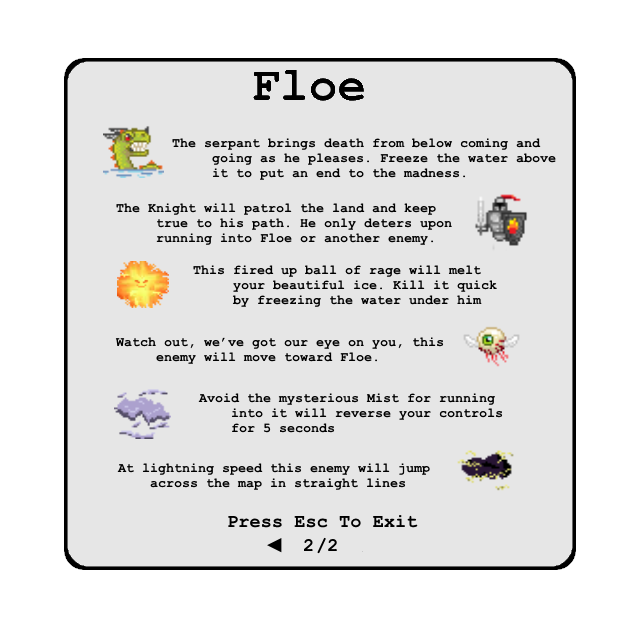 Floe
The serpant brings death from below coming and
going as he pleases. Freeze the water above
it to put an end to the madness.
The Knight will patrol the land and keep
true to his path. He only deters upon
running into Floe or another enemy.
This fired up ball of rage will melt
your beautiful ice. Kill it quick
by freezing the water under him
Watch out, we've got our eye on you, this
enemy will move toward Floe.
Avoid the mysterious Mist for running
into it will reverse your controls
for 5 seconds
At lightning speed this enemy will jump
across the map in straight lines
Press Esc To Exit
◄ 2/2